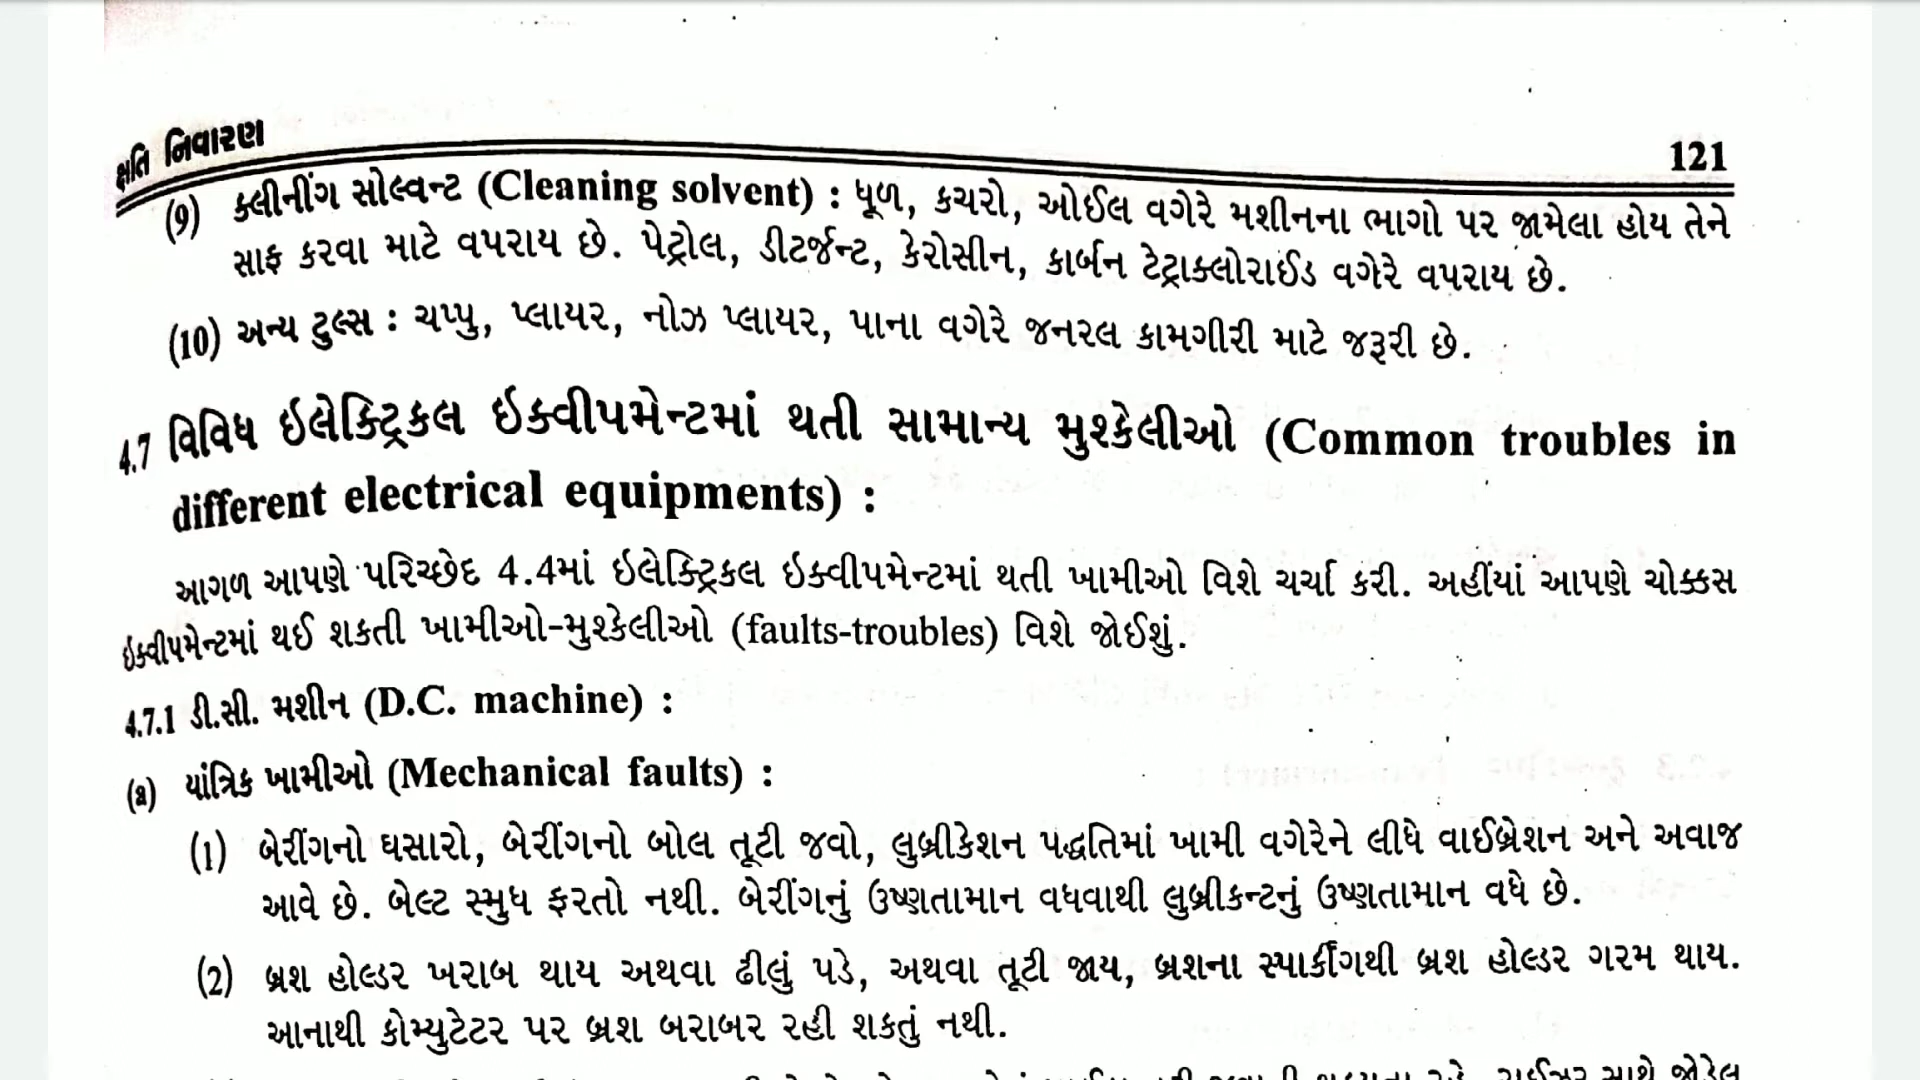 ક્ષતિ નિવારણ
121
(9) ક્લીનીંગ સોલ્વન્ટ (Cleaning solvent) : ધૂળ, કચરો, ઓઈલ વગેરે મશીનના ભાગો પર જામેલા હોય તેને
સાફ કરવા માટે વપરાય છે. પેટ્રોલ, ડીટર્જન્ટ, કેરોસીન, કાર્બન ટેટ્રાક્લોરાઈડ વગેરે વપરાય છે.
(10) અન્ય ટુલ્સ : ચપ્પુ, પ્લાયર, નોઝ પ્લાયર, પાના વગેરે જનરલ કામગીરી માટે જરૂરી છે.
4.7 વિવિધ ઇલેક્ટ્રિકલ ઇક્વીપમેન્ટમાં થતી સામાન્ય મુશ્કેલીઓ (Common troubles in
different electrical equipments) :
આગળ આપણે પરિચ્છેદ 4.4માં ઇલેક્ટ્રિકલ ઇક્વીપમેન્ટમાં થતી ખામીઓ વિશે ચર્ચા કરી. અહીંયાં આપણે ચોક્કસ
ઇક્વીપમેન્ટમાં થઈ શકતી ખામીઓ-મુશ્કેલીઓ (faults-troubles) વિશે જોઈશું.
4.7.1 ડી.સી. મશીન (D.C. machine) :
(a) યાંત્રિક ખામીઓ (Mechanical faults) :
(1) બેરીંગનો ઘસારો, બેરીંગનો બોલ તૂટી જવો, લુબ્રીકેશન પદ્ધતિમાં ખામી વગેરેને લીધે વાઈબ્રેશન અને અવાજ
આવે છે. બેલ્ટ સ્મુધ ફરતો નથી. બેરીંગનું ઉષ્ણતામાન વધવાથી લુબ્રીકન્ટનું ઉષ્ણતામાન વધે છે.
(2) બ્રશ હોલ્ડર ખરાબ થાય અથવા ઢીલું પડે, અથવા તૂટી જાય, બ્રશના સ્પાર્કીંગથી બ્રશ હોલ્ડર ગરમ થાય.
આનાથી કોમ્યુટેટર પર બ્રશ બરાબર રહી શકતું નથી.
સાથે જોડેલ